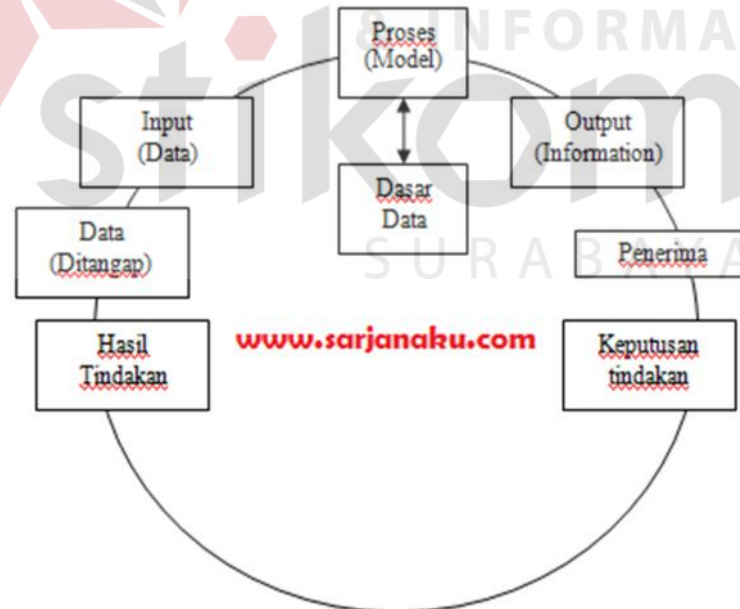 & INFORMA
stikom
SURABAYA
Proses
(Model)
Input
(Data)
Output
(Information)
Dasar
Data
Data
(Ditangap)
Penerima
www.sarjanaku.com
Hasil
Tindakan
Keputusan
tindakan